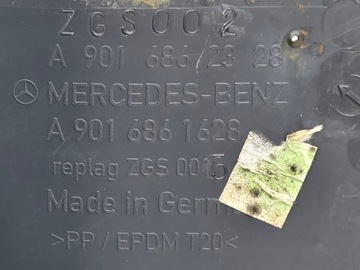 ZGS002
A 901 686/23 28
MERCEDES-BENZ
A 901 686 1628
replag ZGS 001
Made in Germ
>PP/EPDM T20<